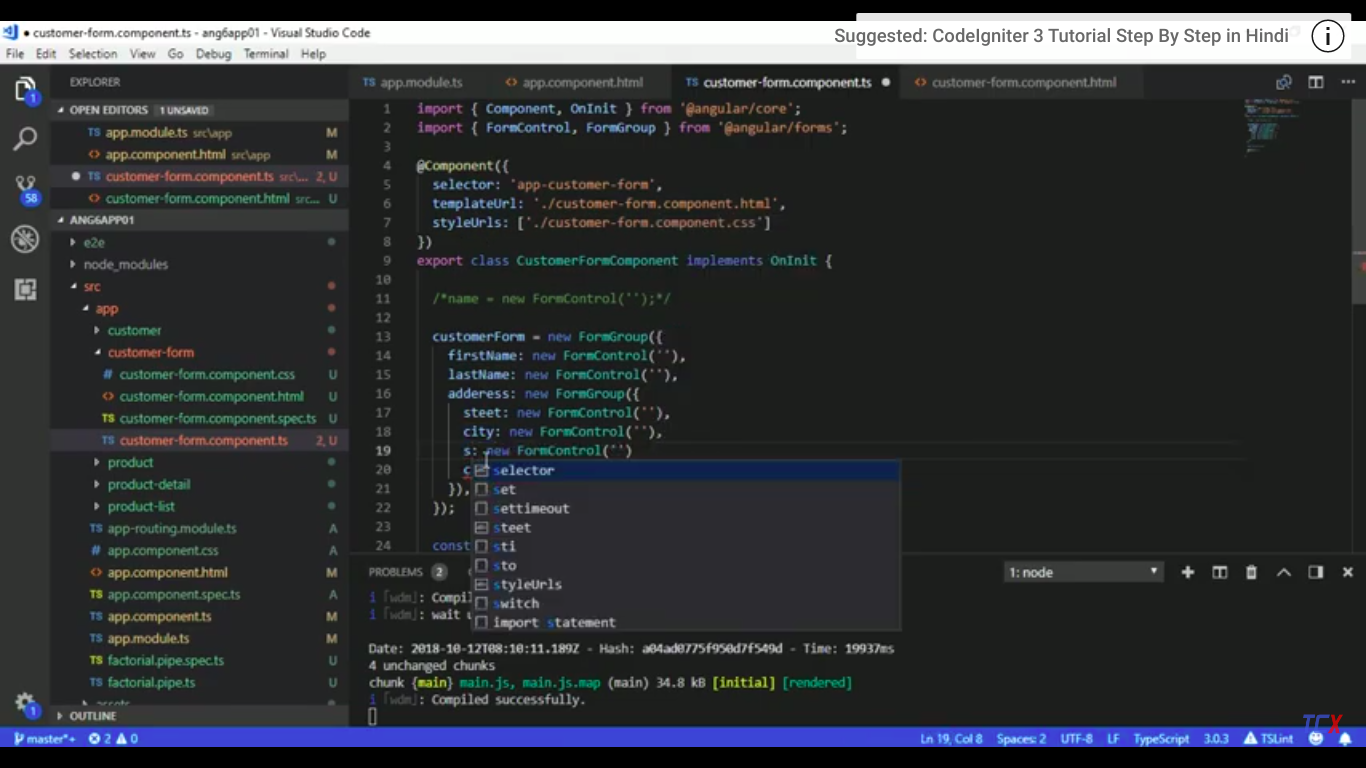 Suggested: CodeIgniter 3 Tutorial Step By Step in Hindi
● customer-form.component.ts - ang6app01 - Visual Studio Code
File Edit Selection View Go Debug Terminal Help
EXPLORER
OPEN EDITORS 1 UNSAVED
TS app.module.ts src\app M
<> app.component.html src\app M
● TS customer-form.component.ts src\... 2, U
<> customer-form.component.html src... U
ANG6APP01
e2e
node_modules
src
app
customer
customer-form
# customer-form.component.css U
<> customer-form.component.html U
TS customer-form.component.spec.ts U
TS customer-form.component.ts 2, U
product
product-detail
product-list
TS app-routing.module.ts A
# app.component.css A
<> app.component.html M
TS app.component.spec.ts A
TS app.component.ts M
TS app.module.ts M
TS factorial.pipe.spec.ts U
TS factorial.pipe.ts U
assets
OUTLINE
1
58
1
TS app.module.ts <> app.component.html TS customer-form.component.ts ● <> customer-form.component.html
1 import { Component, OnInit } from '@angular/core';
2 import { FormControl, FormGroup } from '@angular/forms';
3
4 @Component({
5 selector: 'app-customer-form',
6 templateUrl: './customer-form.component.html',
7 styleUrls: ['./customer-form.component.css']
8 })
9 export class CustomerFormComponent implements OnInit {
10
11 /*name = new FormControl('');*/
12
13 customerForm = new FormGroup({
14 firstName: new FormControl(''),
15 lastName: new FormControl(''),
16 adderess: new FormGroup({
17 steet: new FormControl(''),
18 city: new FormControl(''),
19 s: new FormControl('')
20 c
21 }),
22 });
23
24 const
selector
set
settimeout
steet
sti
sto
styleUrls
switch
import statement
PROBLEMS 2
1: node
i ｢wdm｣: Compil
i ｢wdm｣: wait u
Date: 2018-10-12T08:10:11.189Z - Hash: a04ad0775f950d7f549d - Time: 19937ms
4 unchanged chunks
chunk {main} main.js, main.js.map (main) 34.8 kB [initial] [rendered]
i ｢wdm｣: Compiled successfully.
TCX
master*+ 2 0 Ln 19, Col 8 Spaces: 2 UTF-8 LF TypeScript 3.0.3 TSLint